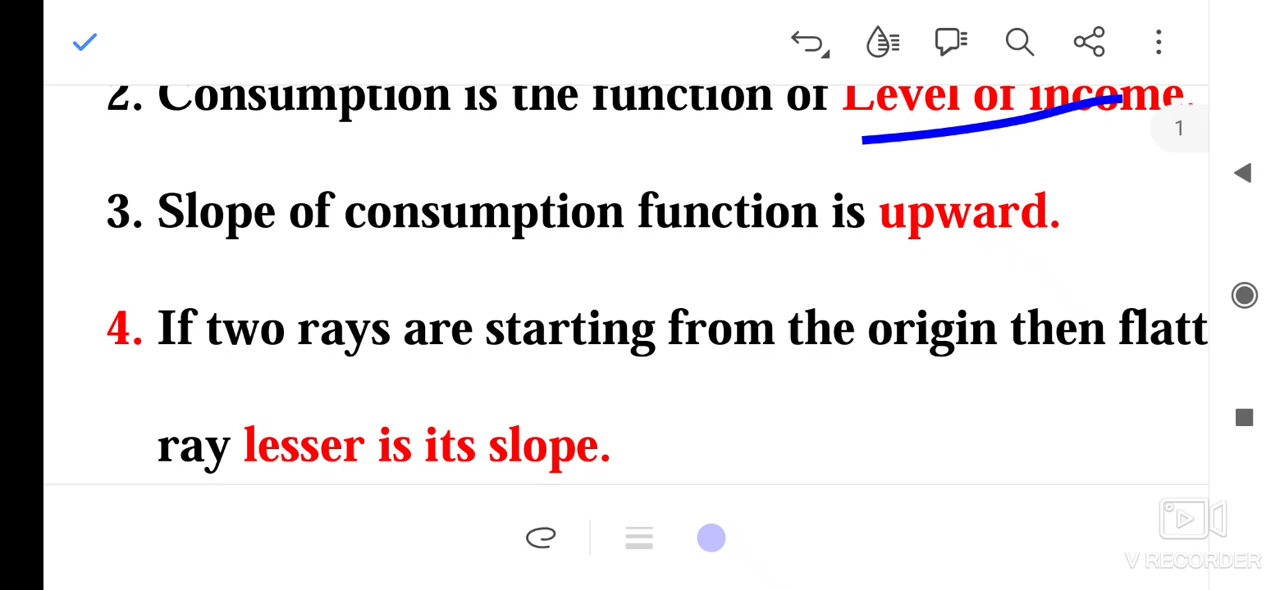 2. Consumption is the function of Level of income.
1
3. Slope of consumption function is upward.
4. If two rays are starting from the origin then flatt
ray lesser is its slope.
V RECORDER